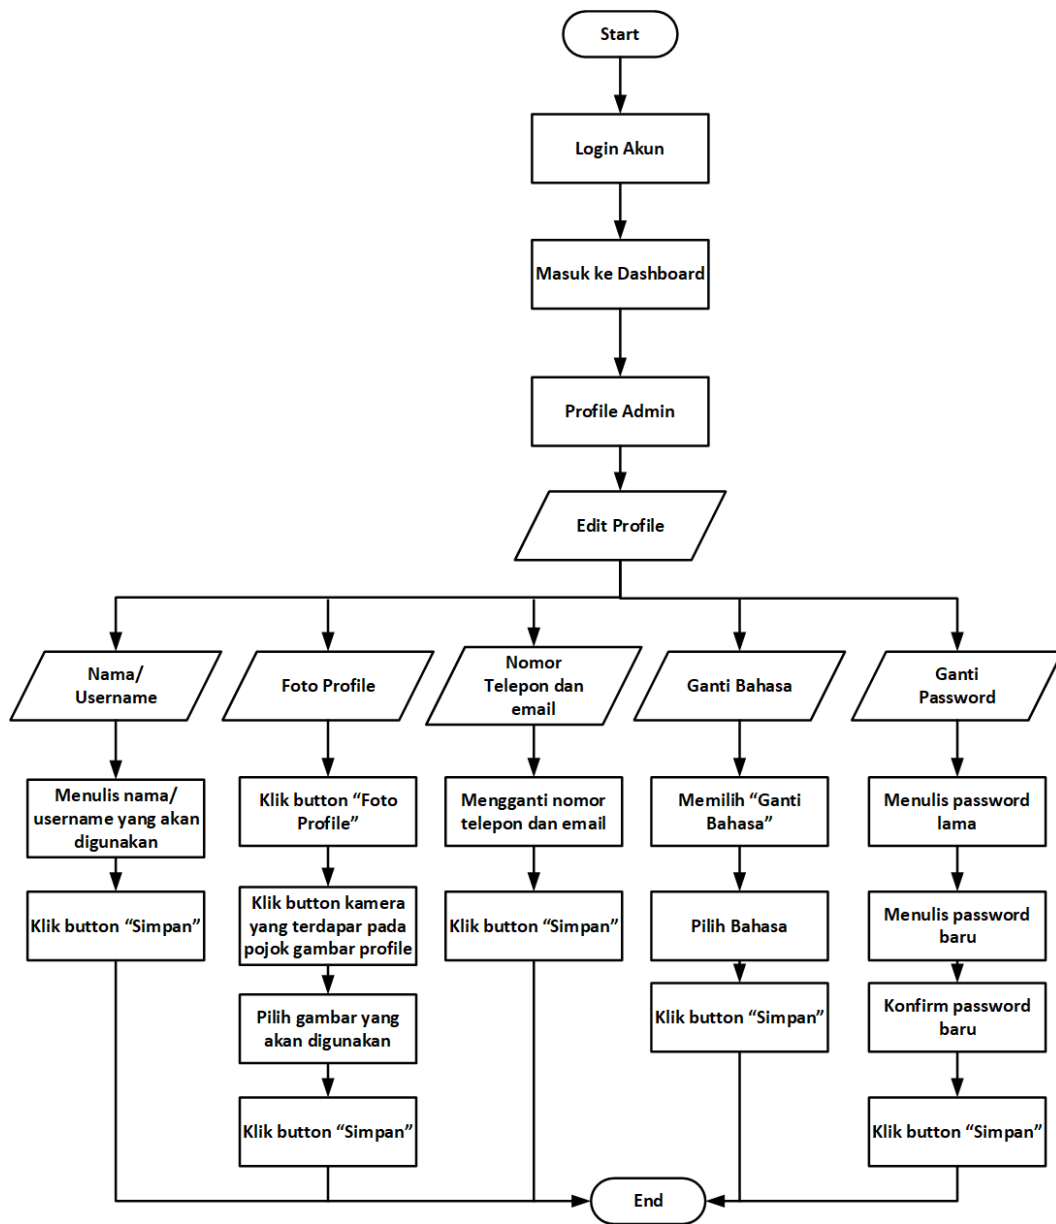 Start
Login Akun
Masuk ke Dashboard
Profile Admin
Edit Profile
Nama/
Username
Foto Profile
Nomor
Telepon dan
email
Ganti Bahasa
Ganti
Password
Menulis nama/
username yang akan
digunakan
Klik button “Foto
Profile”
Mengganti nomor
telepon dan email
Memilih “Ganti
Bahasa”
Menulis password
lama
Klik button “Simpan”
Klik button kamera
yang terdapar pada
pojok gambar profile
Klik button “Simpan”
Pilih Bahasa
Menulis password
baru
Pilih gambar yang
akan digunakan
Klik button “Simpan”
Konfirm password
baru
Klik button “Simpan”
Klik button “Simpan”
End